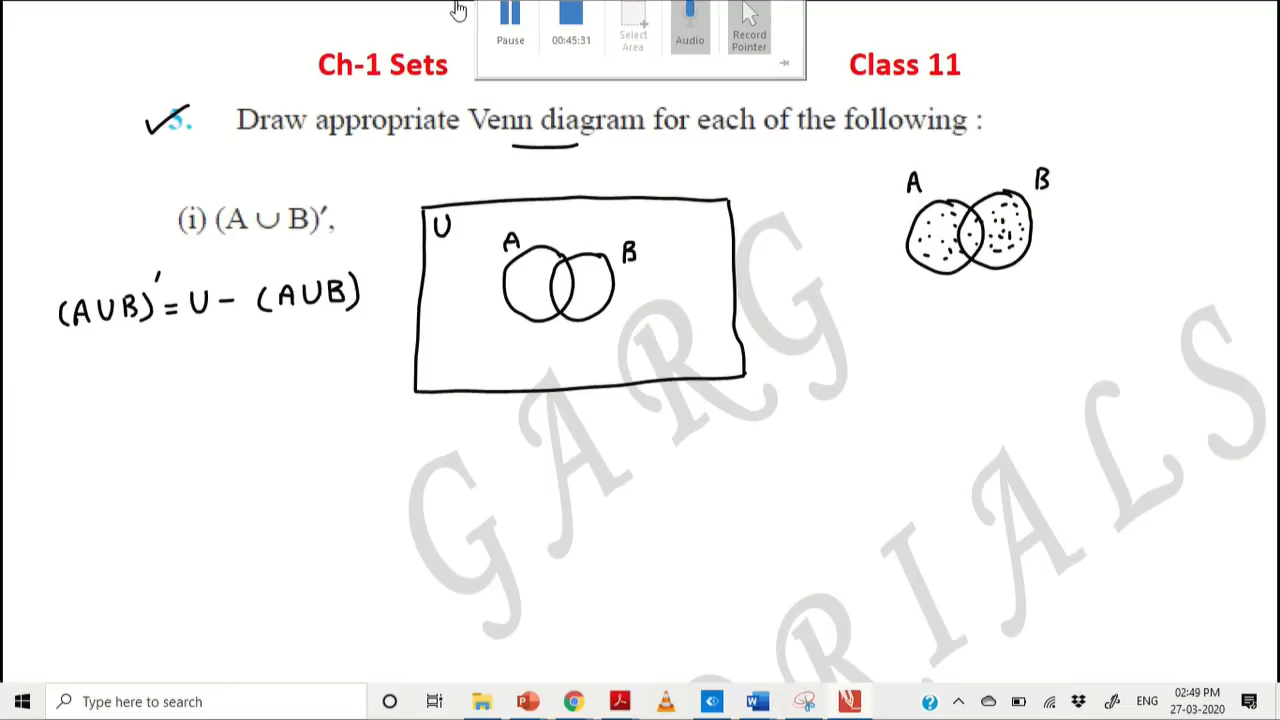 Pause
00:45:31
Select Area
Audio
Record Pointer
Ch-1 Sets
Class 11
5. Draw appropriate Venn diagram for each of the following :
(i) (A ∪ B)′,
U
A
B
A
B
(A∪B)′ = U - (A∪B)
GARG
Type here to search
ENG
02:49 PM
27-03-2020